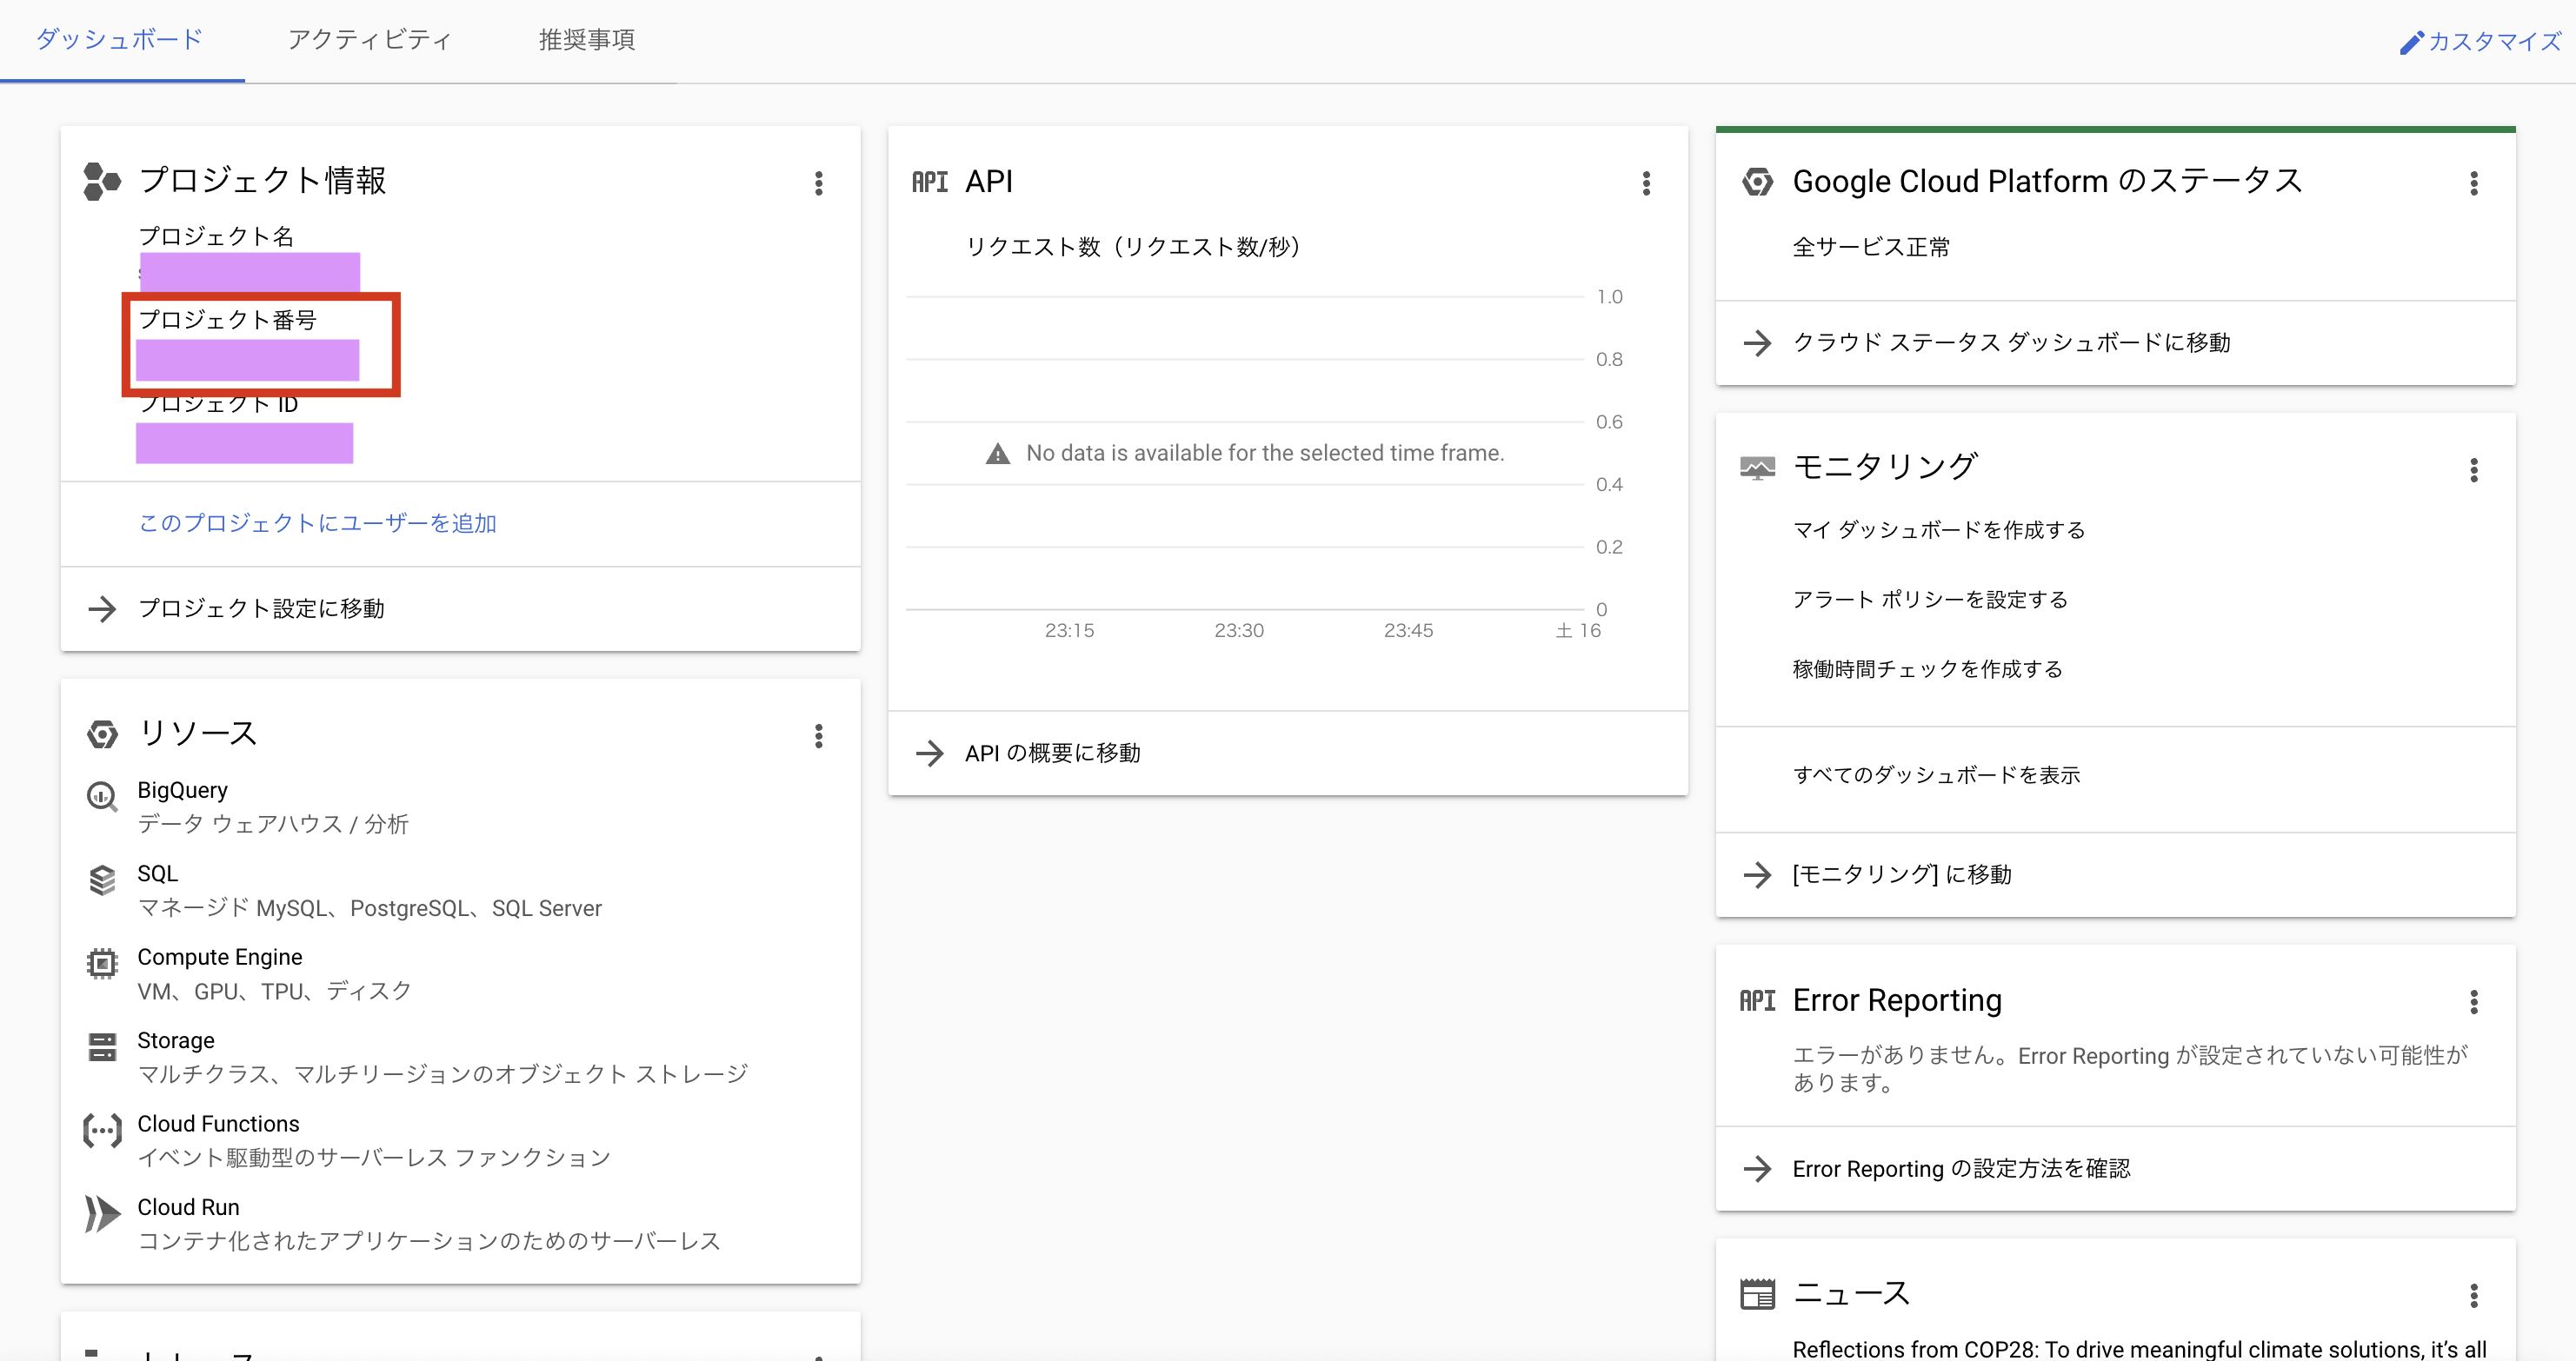 ダッシュボード
アクティビティ
推奨事項
カスタマイズ
プロジェクト情報
プロジェクト名
プロジェクト番号
プロジェクト ID
このプロジェクトにユーザーを追加
プロジェクト設定に移動
リソース
BigQuery
データ ウェアハウス / 分析
SQL
マネージド MySQL、PostgreSQL、SQL Server
Compute Engine
VM、GPU、TPU、ディスク
Storage
マルチクラス、マルチリージョンのオブジェクト ストレージ
Cloud Functions
イベント駆動型のサーバーレス ファンクション
Cloud Run
コンテナ化されたアプリケーションのためのサーバーレス
API API
リクエスト数（リクエスト数/秒）
1.0
0.8
0.6
No data is available for the selected time frame.
0.4
0.2
0
23:15
23:30
23:45
土 16
API の概要に移動
Google Cloud Platform のステータス
全サービス正常
クラウド ステータス ダッシュボードに移動
モニタリング
マイ ダッシュボードを作成する
アラート ポリシーを設定する
稼働時間チェックを作成する
すべてのダッシュボードを表示
[モニタリング] に移動
API Error Reporting
エラーがありません。Error Reporting が設定されていない可能性が
あります。
Error Reporting の設定方法を確認
ニュース
Reflections from COP28: To drive meaningful climate solutions, it's all